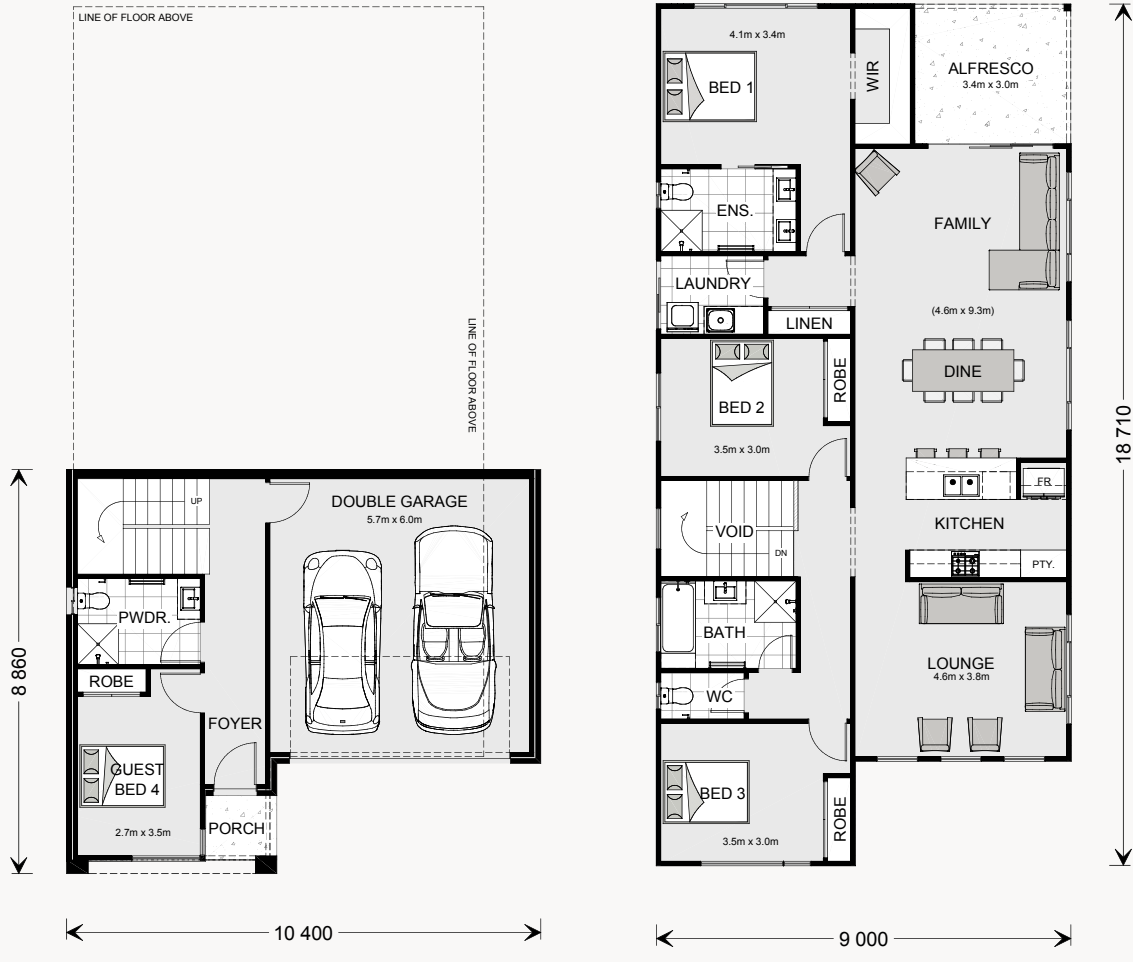 LINE OF FLOOR ABOVE
LINE OF FLOOR ABOVE
UP
DOUBLE GARAGE
5.7m x 6.0m
PWDR.
ROBE
FOYER
GUEST
BED 4
2.7m x 3.5m
PORCH
8 860
10 400
4.1m x 3.4m
BED 1
WIR
ALFRESCO
3.4m x 3.0m
ENS.
FAMILY
LAUNDRY
LINEN
(4.6m x 9.3m)
DINE
ROBE
BED 2
3.5m x 3.0m
FR
VOID
DN
KITCHEN
PTY.
BATH
LOUNGE
4.6m x 3.8m
WC
BED 3
ROBE
3.5m x 3.0m
18 710
9 000